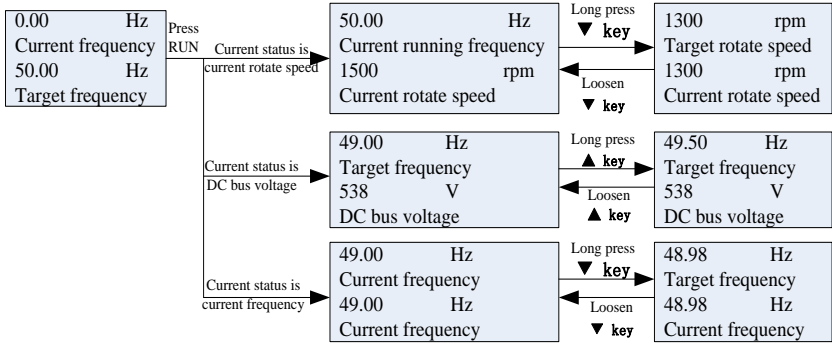 0.00 Hz
Current frequency
50.00 Hz
Target frequency
Press
RUN
Current status is
current rotate speed
50.00 Hz
Current running frequency
1500 rpm
Current rotate speed
Long press
▼ key
Loosen
▼ key
1300 rpm
Target rotate speed
1300 rpm
Current rotate speed
Current status is
DC bus voltage
49.00 Hz
Target frequency
538 V
DC bus voltage
Long press
▲ key
Loosen
▲ key
49.50 Hz
Target frequency
538 V
DC bus voltage
Current status is
current frequency
49.00 Hz
Current frequency
49.00 Hz
Current frequency
Long press
▼ key
Loosen
▼ key
48.98 Hz
Target frequency
48.98 Hz
Current frequency